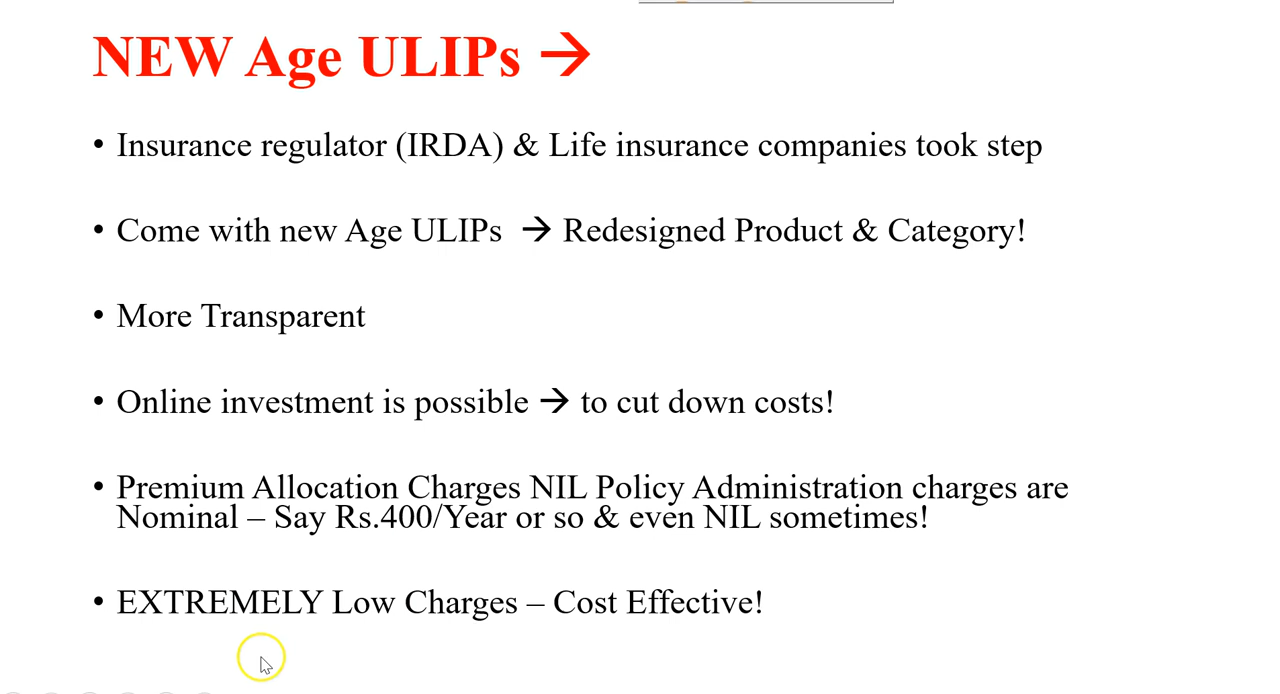 NEW Age ULIPs →
• Insurance regulator (IRDA) & Life insurance companies took step
• Come with new Age ULIPs → Redesigned Product & Category!
• More Transparent
• Online investment is possible → to cut down costs!
• Premium Allocation Charges NIL Policy Administration charges are
Nominal – Say Rs.400/Year or so & even NIL sometimes!
• EXTREMELY Low Charges – Cost Effective!